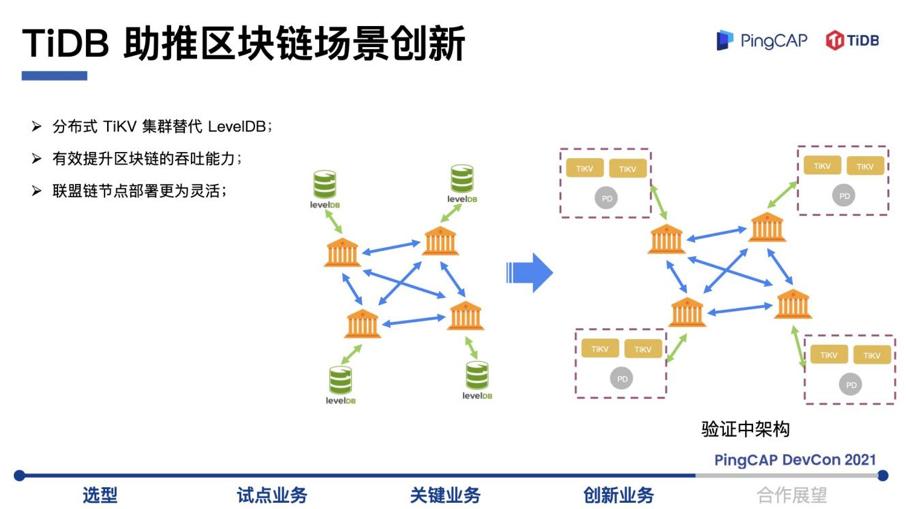 TiDB 助推区块链场景创新
PingCAP
TiDB
分布式 TiKV 集群替代 LevelDB；
有效提升区块链的吞吐能力；
联盟链节点部署更为灵活；
levelDB
levelDB
levelDB
levelDB
TiKV TiKV
PD
TiKV TiKV
PD
TiKV TiKV
PD
TiKV TiKV
PD
验证中架构
PingCAP DevCon 2021
选型 试点业务 关键业务 创新业务 合作展望